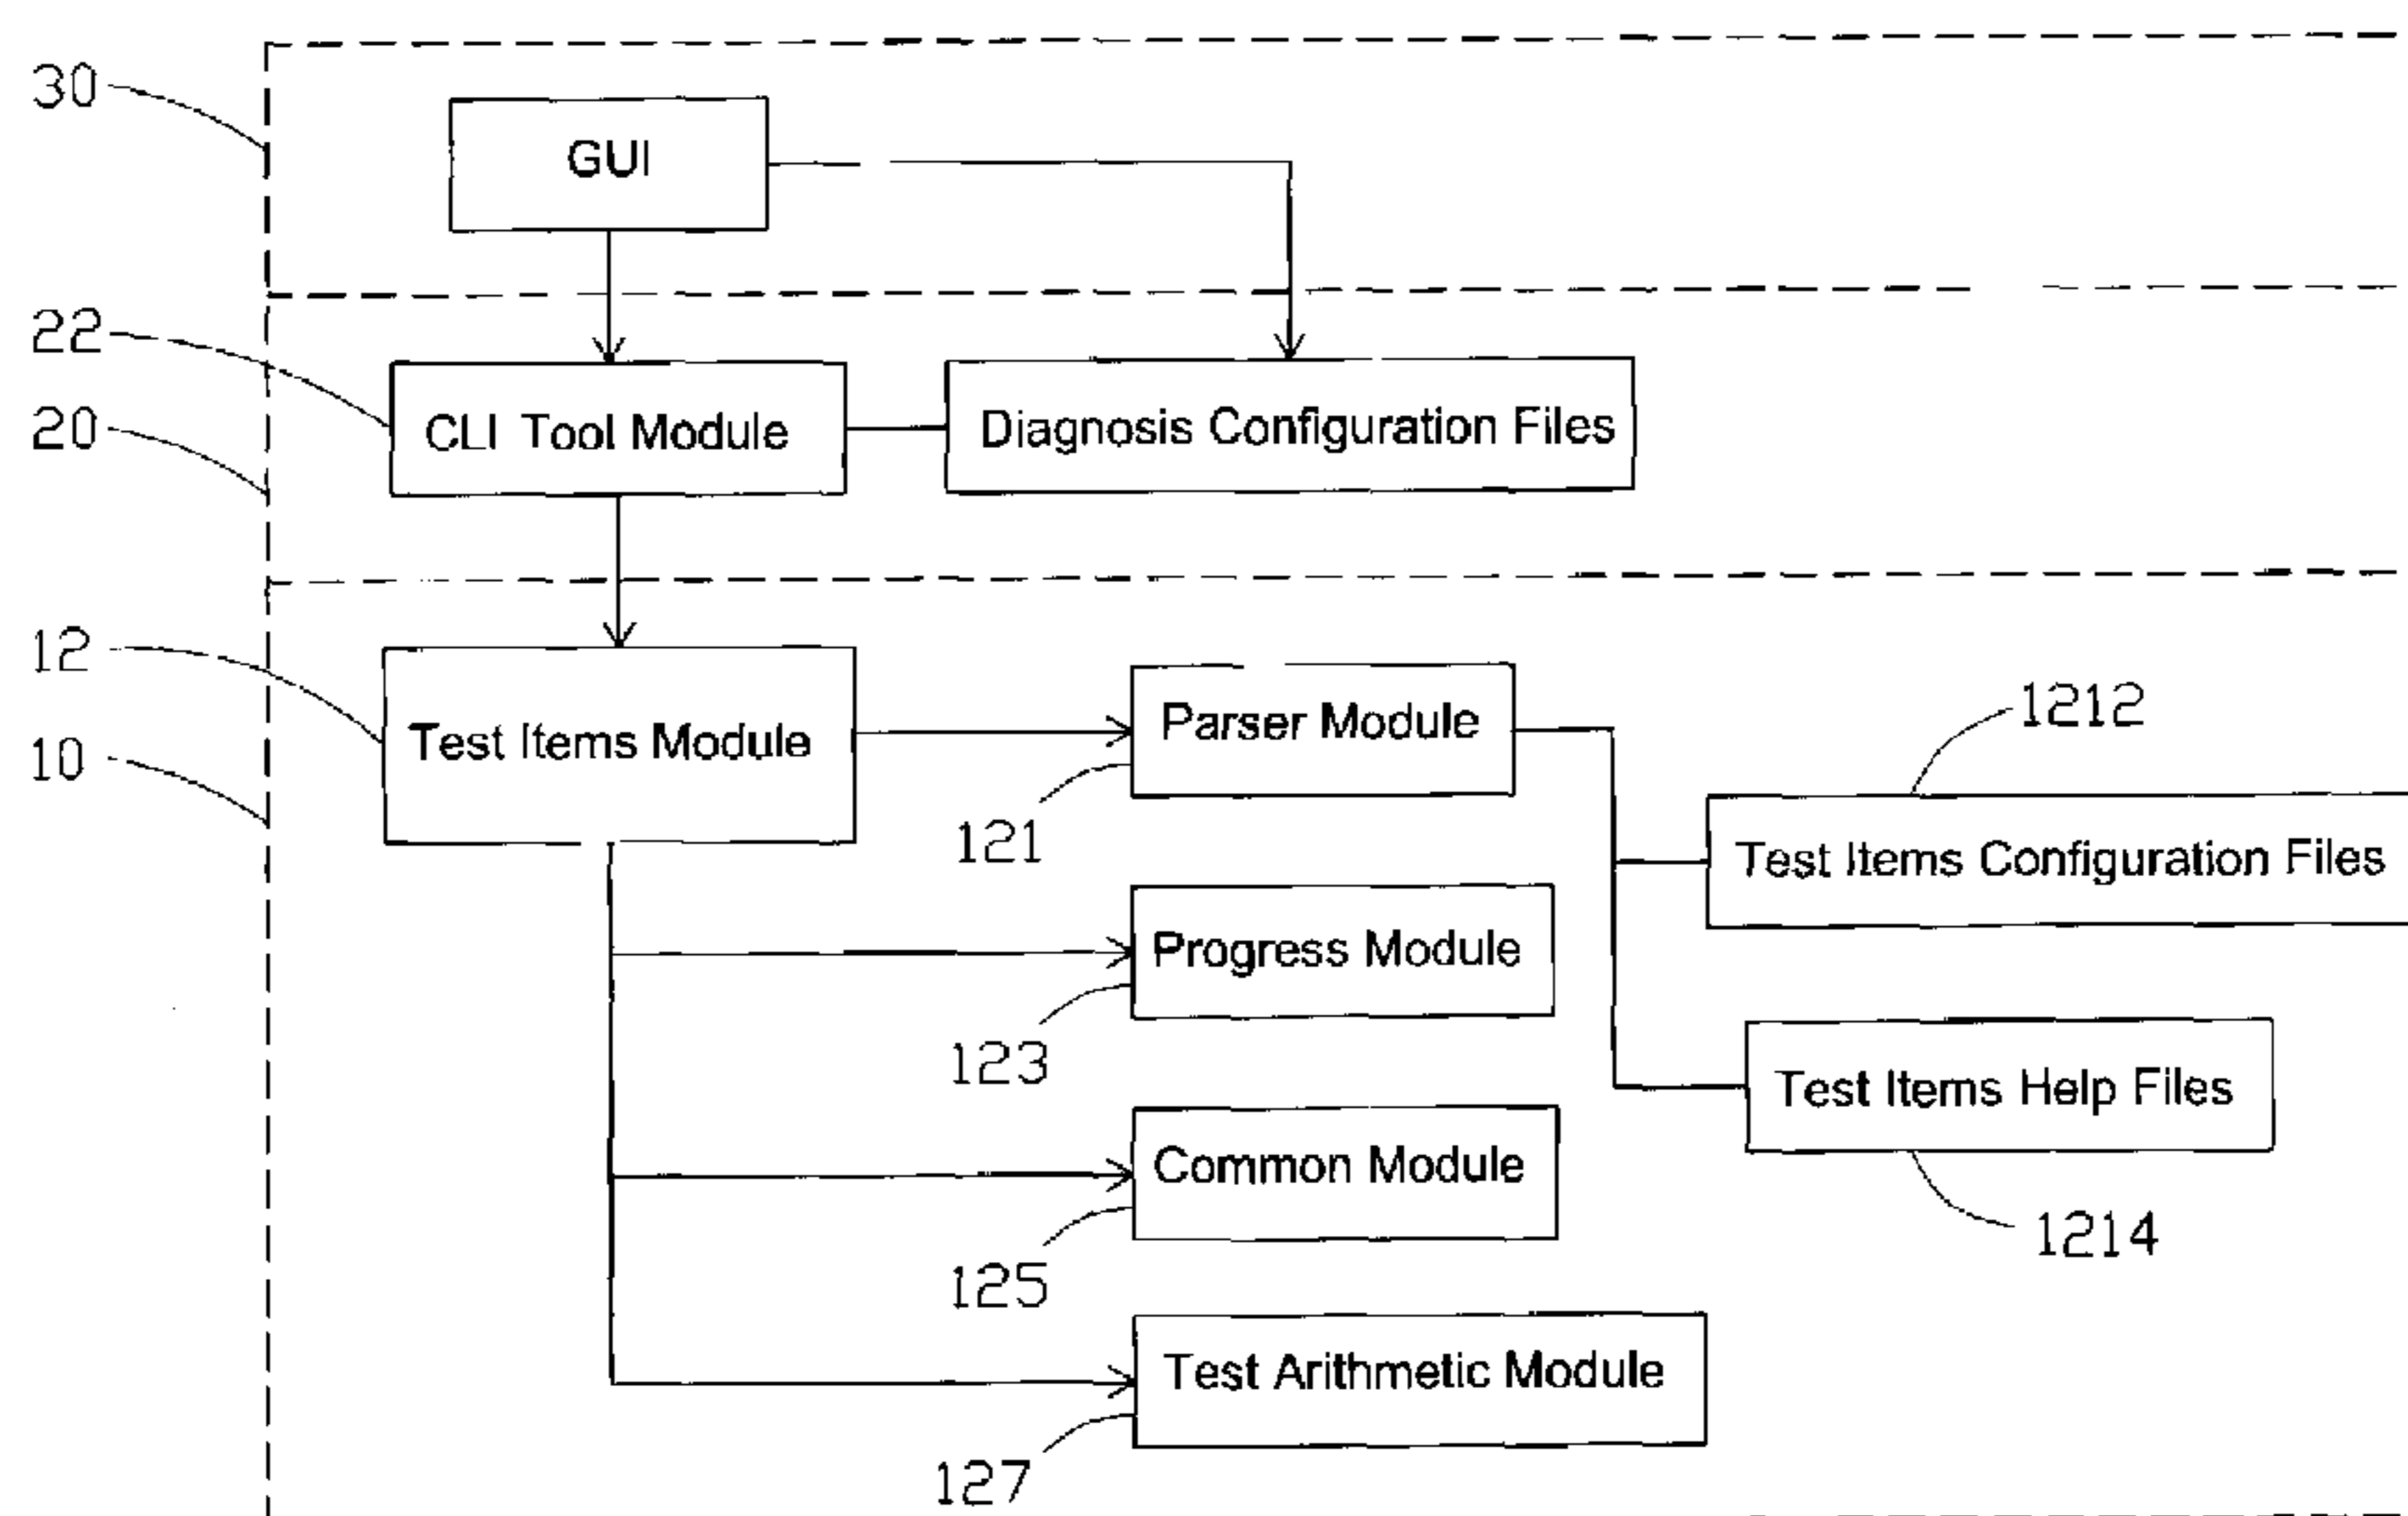 30
GUI
22
CLI Tool Module
Diagnosis Configuration Files
20
12
Test Items Module
Parser Module
1212
10
121
Test Items Configuration Files
Progress Module
123
Test Items Help Files
Common Module
1214
125
Test Arithmetic Module
127